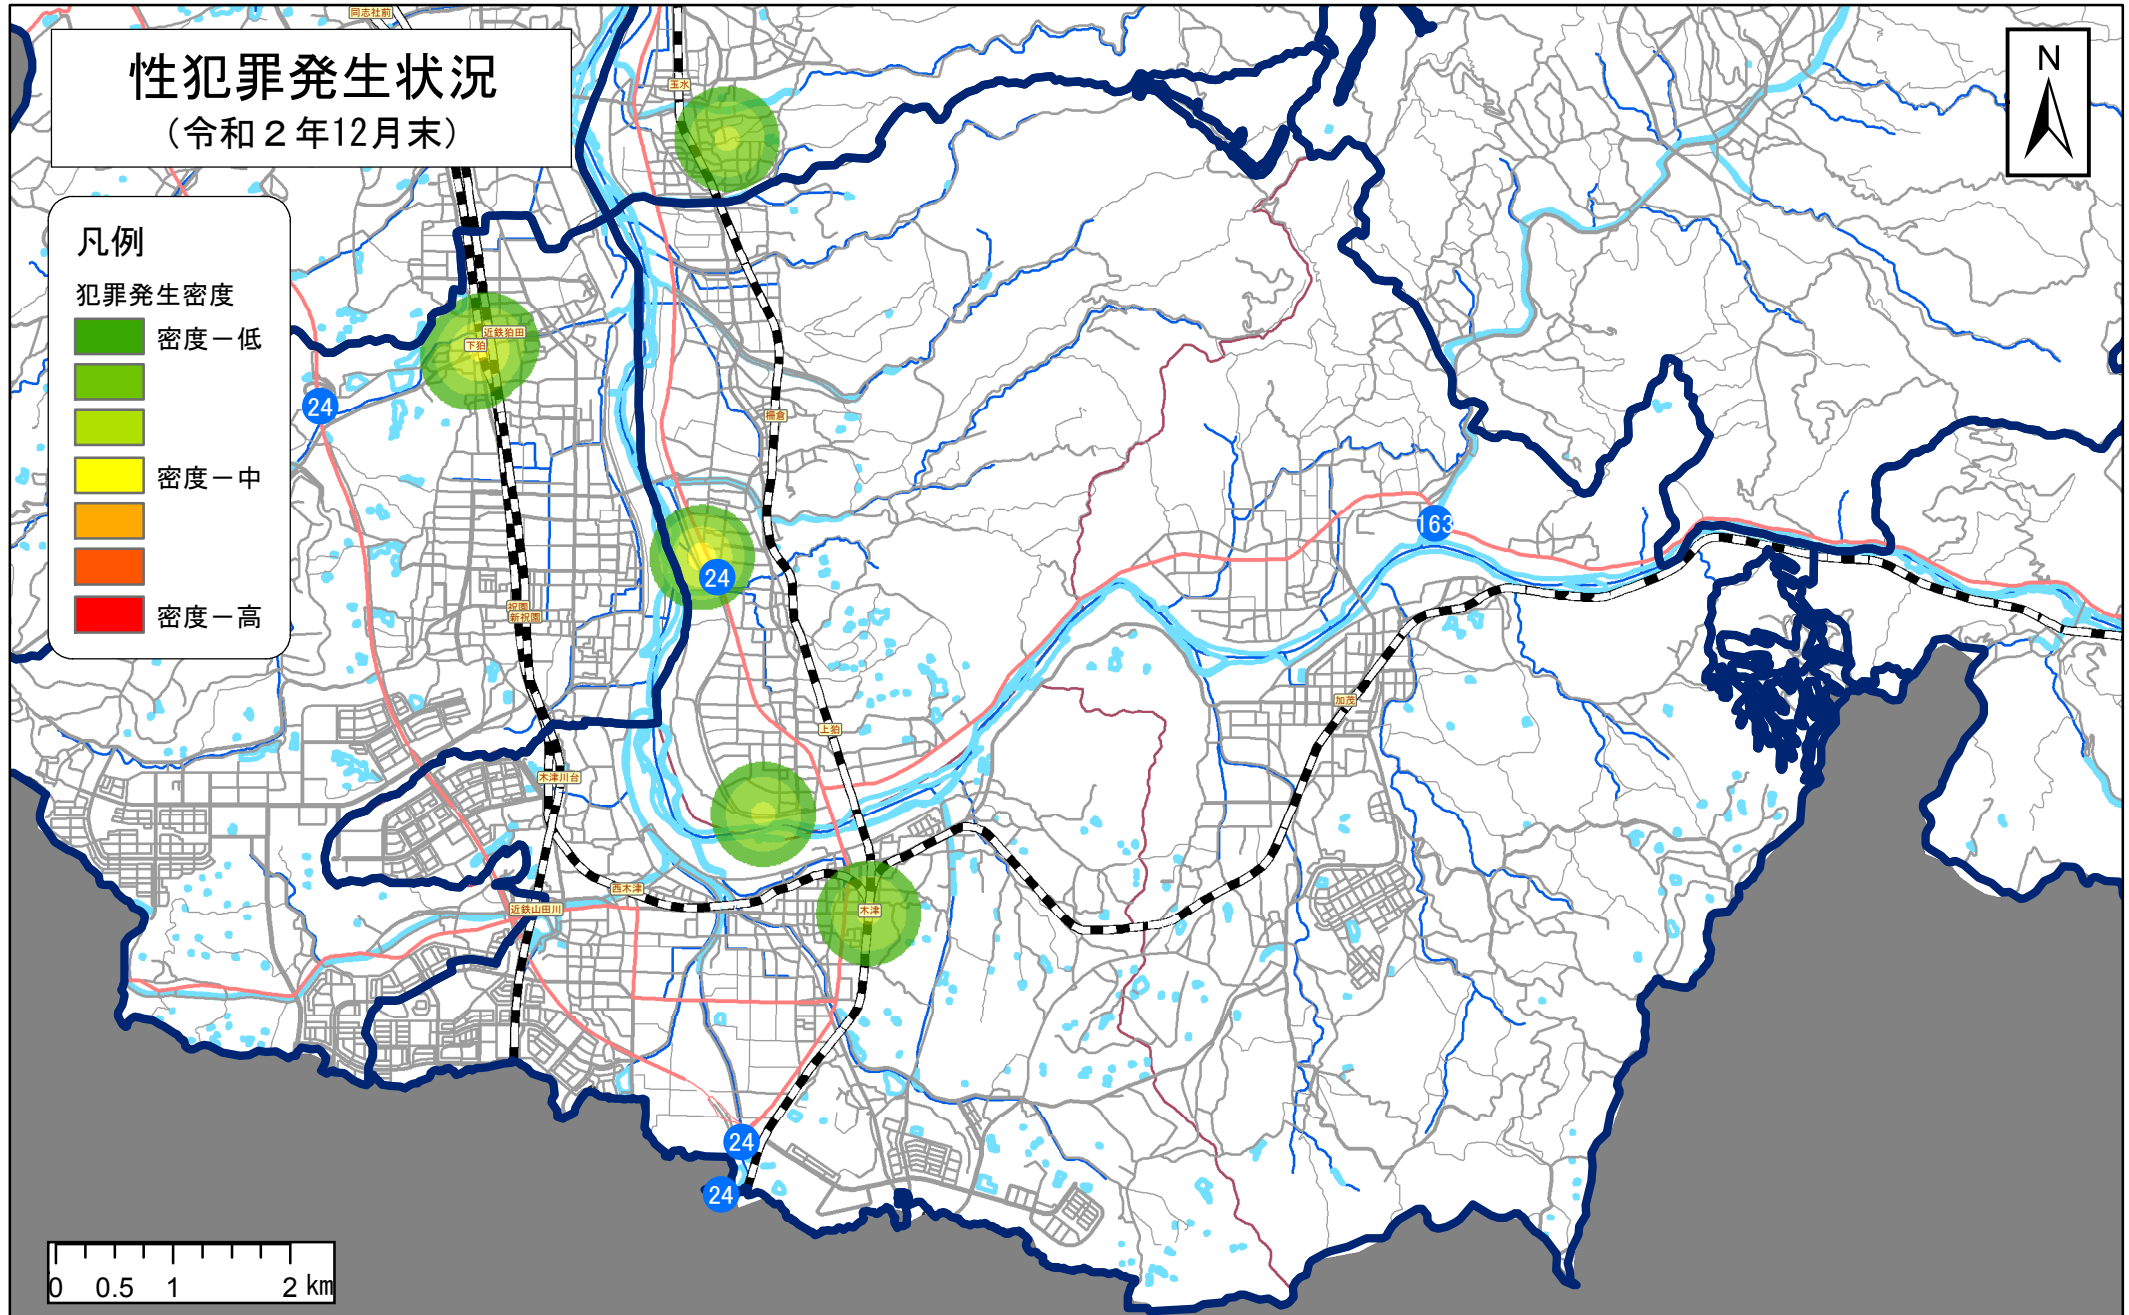 同志社前
性犯罪発生状況
（令和２年12月末）
N
玉水
凡例
犯罪発生密度
密度－低
密度－中
密度－高
近鉄狛田
下狛
24
棚倉
163
24
祝園
新祝園
加茂
上狛
木津川台
西木津
近鉄山田川
木津
24
24
0 0.5 1 2 km